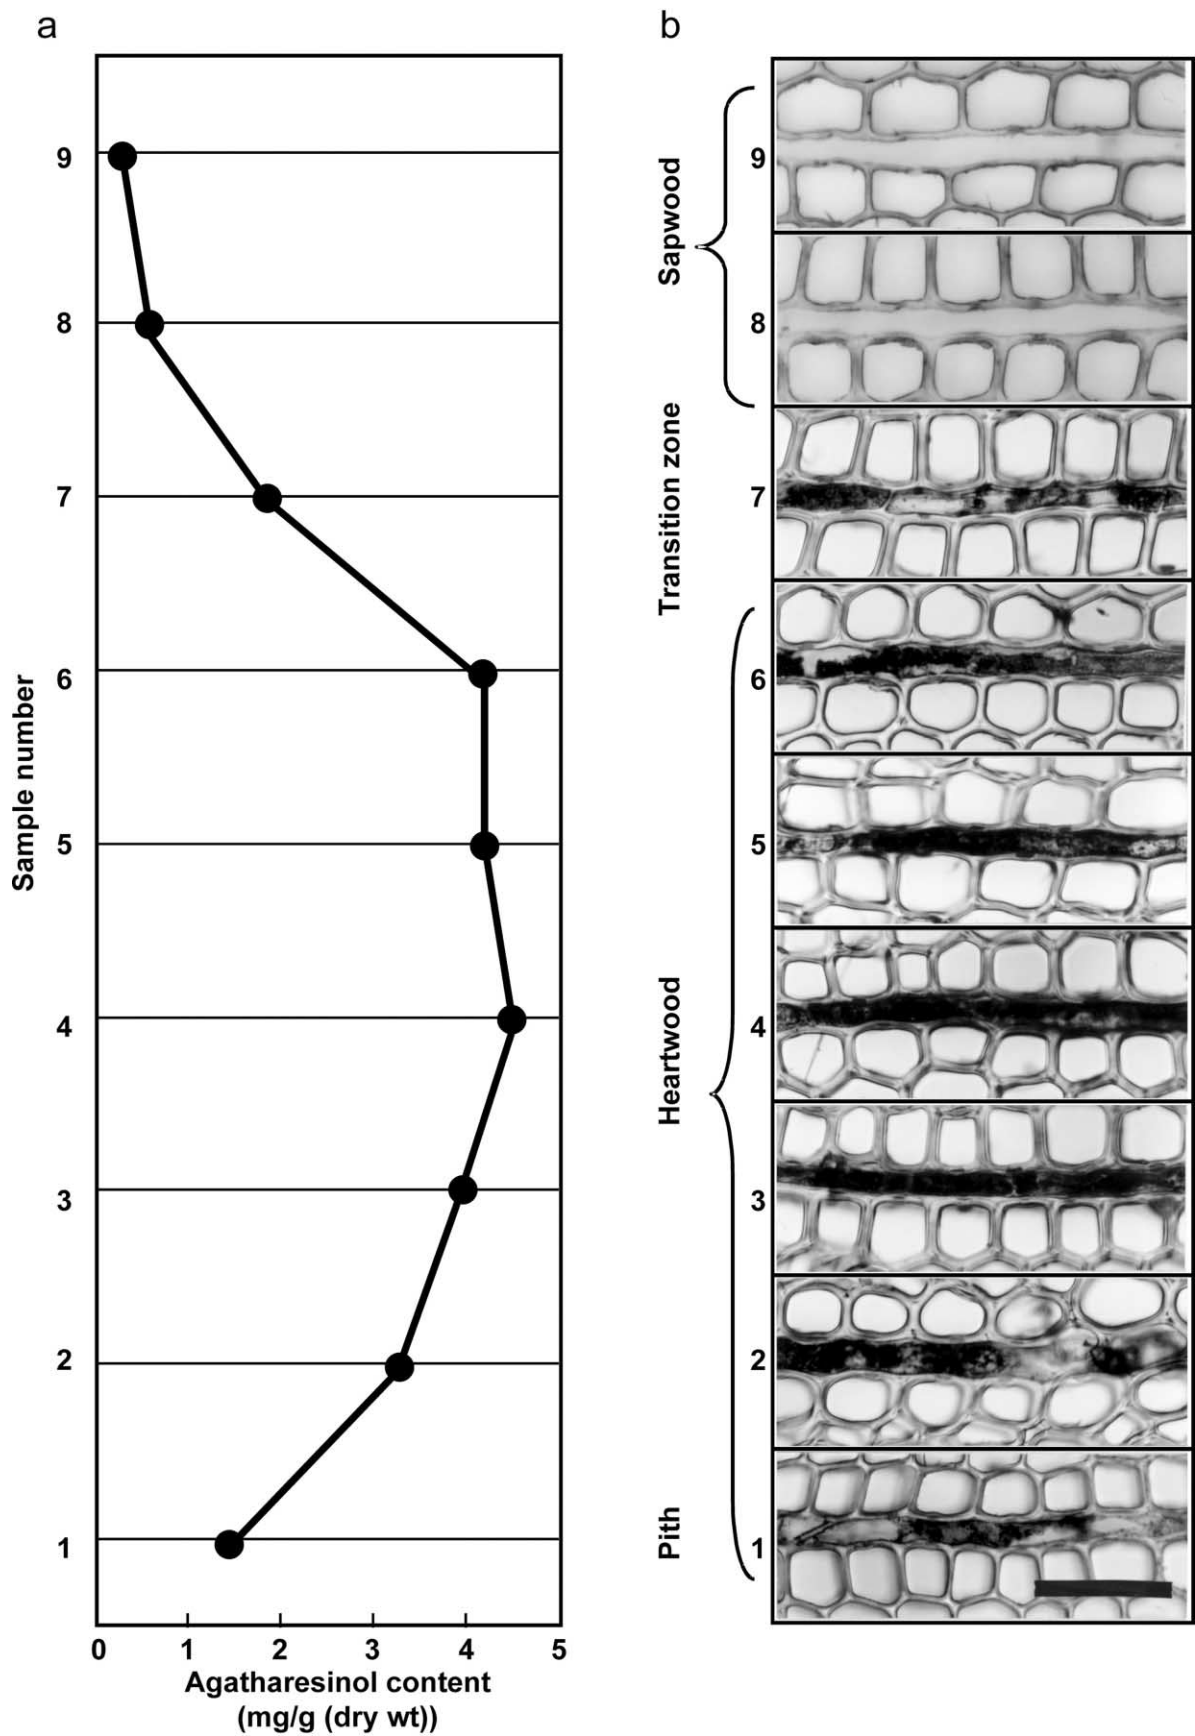 a
9
8
7
6
5
4
3
2
1
Sample number
0 1 2 3 4 5
Agatharesinol content
(mg/g (dry wt))
b
Sapwood
Transition zone
Heartwood
Pith
9
8
7
6
5
4
3
2
1